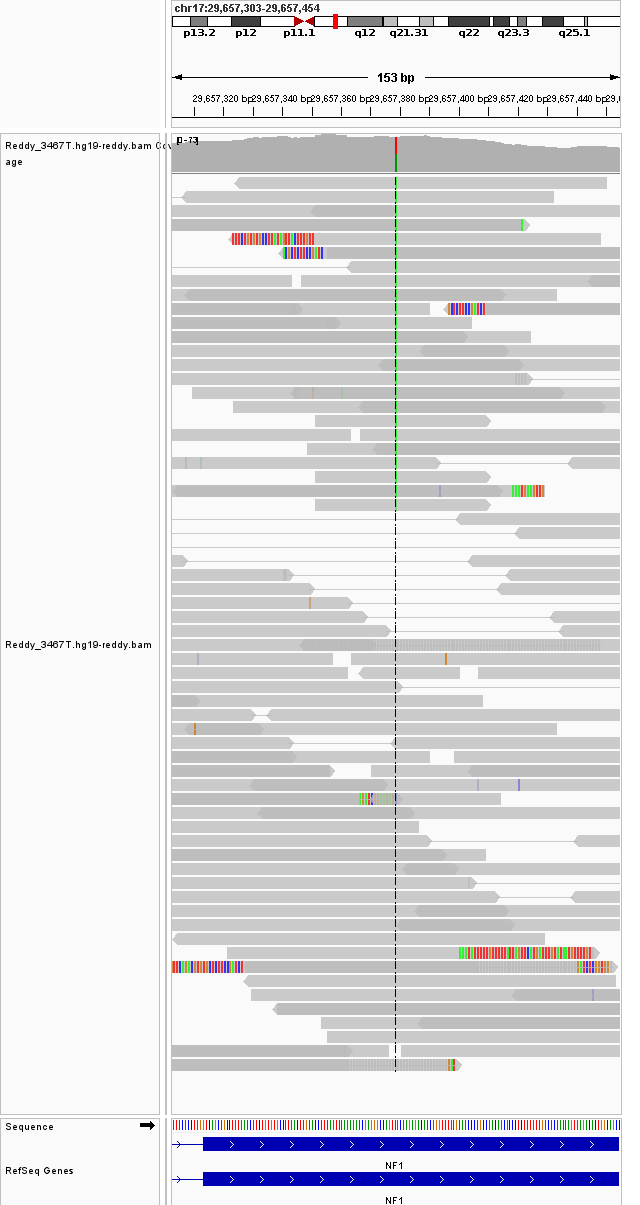 chr17:29,657,303-29,657,454
p13.2 p12 p11.1 q12 q21.31 q22 q23.3 q25.1
153 bp
29,657,320 bp 29,657,340 bp 29,657,360 bp 29,657,380 bp 29,657,400 bp 29,657,420 bp 29,657,440 bp
Reddy_3467T.hg19-reddy.bam Cov
age
Reddy_3467T.hg19-reddy.bam
Sequence
RefSeq Genes
NF1
NF1